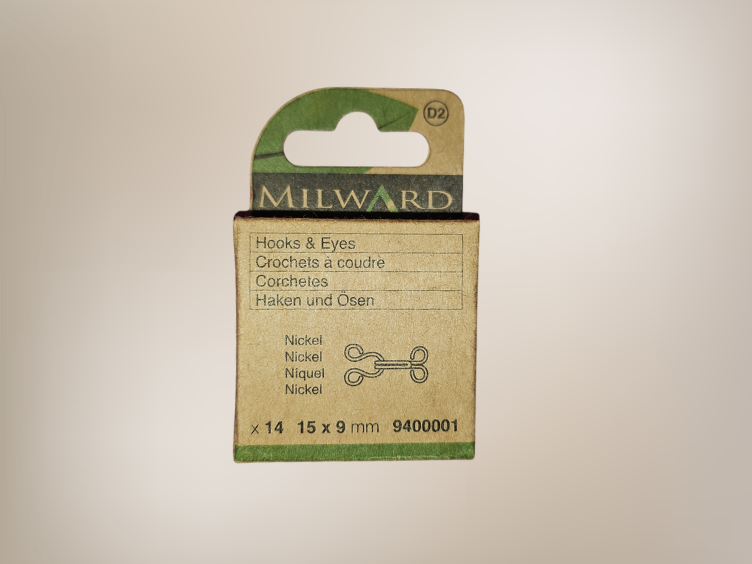 D2
MILWARD
Hooks & Eyes
Crochets à coudre
Corchetes
Haken und Ösen
Nickel
Nickel
Níquel
Nickel
x 14 15 x 9 mm 9400001